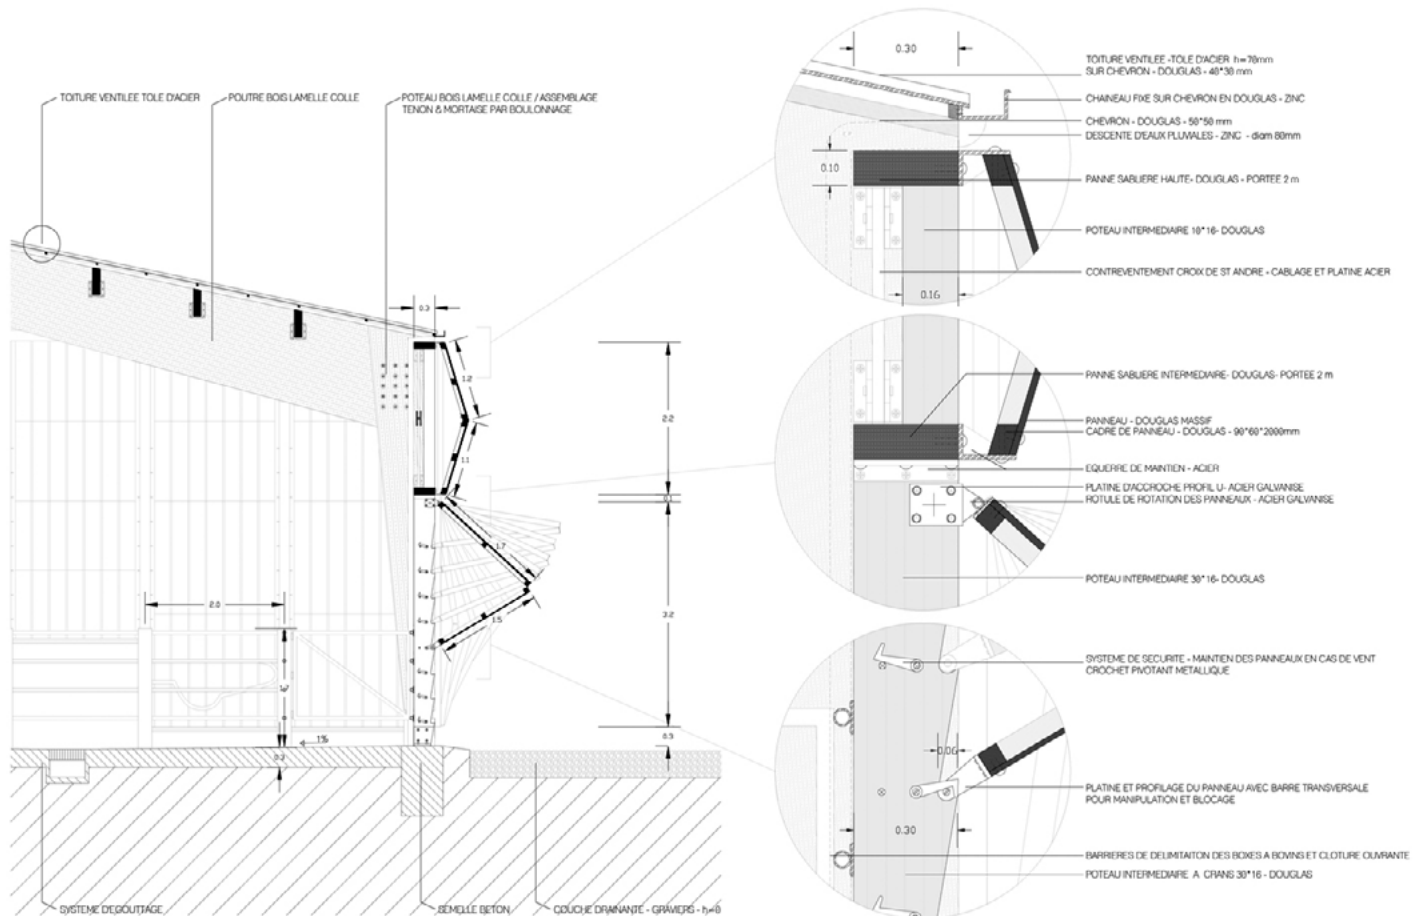 TOITURE VENTILEE TOLE D'ACIER
POUTRE BOIS LAMELLE COLLE
POTEAU BOIS LAMELLE COLLE / ASSEMBLAGE
TENON & MORTAISE PAR BOULONNAGE
0.3
1.2
1.1
2.2
0.1
1.7
1.5
3.2
2.0
1.7
0.3
1%
0.3
SYSTEME D'EGOUTTAGE
SEMELLE BETON
COUCHE DRAINANTE - GRAVIERS - h=0
0.30
TOITURE VENTILEE -TOLE D'ACIER h=70mm
SUR CHEVRON - DOUGLAS - 40*30 mm
CHAINEAU FIXE SUR CHEVRON EN DOUGLAS - ZINC
CHEVRON - DOUGLAS - 50*50 mm
DESCENTE D'EAUX PLUVIALES - ZINC - diam 80mm
0.10
PANNE SABLIERE HAUTE- DOUGLAS - PORTEE 2 m
POTEAU INTERMEDIAIRE 10*16- DOUGLAS
CONTREVENTEMENT CROIX DE ST ANDRE - CABLAGE ET PLATINE ACIER
0.16
PANNE SABLIERE INTERMEDIAIRE- DOUGLAS- PORTEE 2 m
PANNEAU - DOUGLAS MASSIF
CADRE DE PANNEAU - DOUGLAS - 90*60*2000mm
EQUERRE DE MAINTIEN - ACIER
PLATINE D'ACCROCHE PROFIL U- ACIER GALVANISE
ROTULE DE ROTATION DES PANNEAUX - ACIER GALVANISE
POTEAU INTERMEDIAIRE 30*16- DOUGLAS
SYSTEME DE SECURITE - MAINTIEN DES PANNEAUX EN CAS DE VENT
CROCHET PIVOTANT METALLIQUE
0.06
PLATINE ET PROFILAGE DU PANNEAU AVEC BARRE TRANSVERSALE
POUR MANIPULATION ET BLOCAGE
0.30
BARRIERES DE DELIMITAITON DES BOXES A BOVINS ET CLOTURE OUVRANTE
POTEAU INTERMEDIAIRE A CRANS 30*16 - DOUGLAS